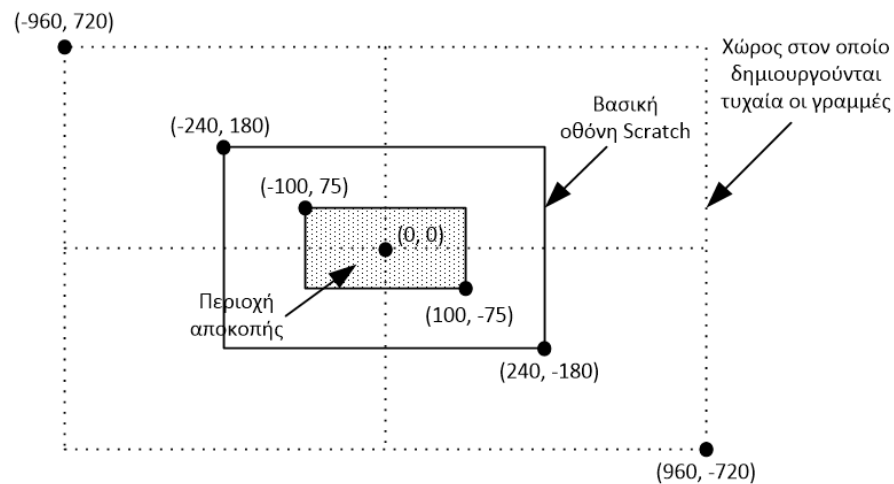 (-960, 720)
Χώρος στον οποίο
δημιουργούνται
τυχαία οι γραμμές
Βασική
οθόνη Scratch
(-240, 180)
(-100, 75)
(0, 0)
Περιοχή
αποκοπής
(100, -75)
(240, -180)
(960, -720)